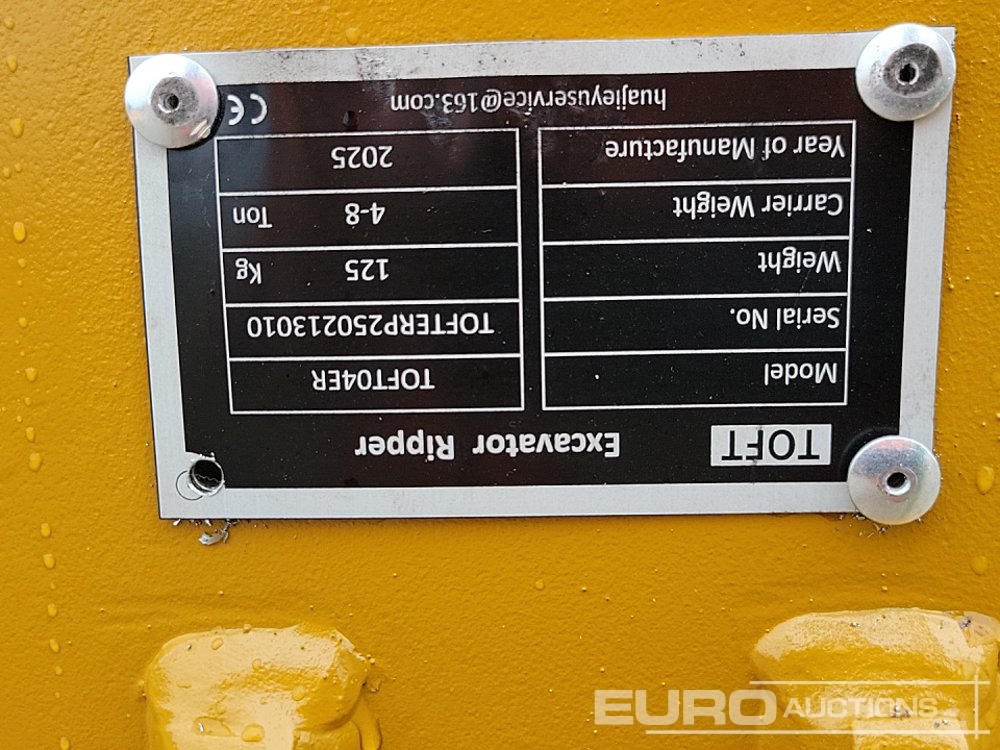 TOFT Excavator Ripper
Model TOFT04ER
Serial No. TOFTERP250213010
Weight 125 Kg
Carrier Weight 4-8 Ton
Year of Manufacture 2025
huajieyuservice@163.com CE
EURO AUCTIONS